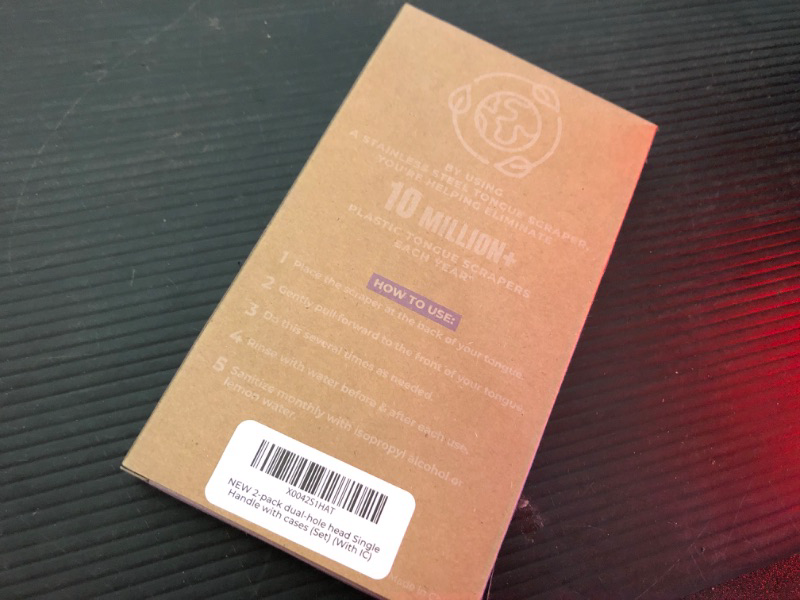 BY USING
A STAINLESS STEEL TONGUE SCRAPER,
YOU'RE HELPING ELIMINATE
10 MILLION+
PLASTIC TONGUE SCRAPERS
EACH YEAR
HOW TO USE:
1 Place the scraper at the back of your tongue.
2 Gently pull forward to the front of your tongue.
3 Do this several times as needed.
4 Rinse with water before & after each use.
5 Sanitize monthly with isopropyl alcohol or
lemon water.
X004251HAT
NEW 2-pack dual-hole head Single
Handle with cases (Set) (With IC)
Made in